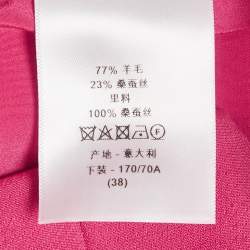 77% 羊毛
23% 桑蚕丝
里料
100% 桑蚕丝
产地 - 意大利
下装 - 170/70A
(38)